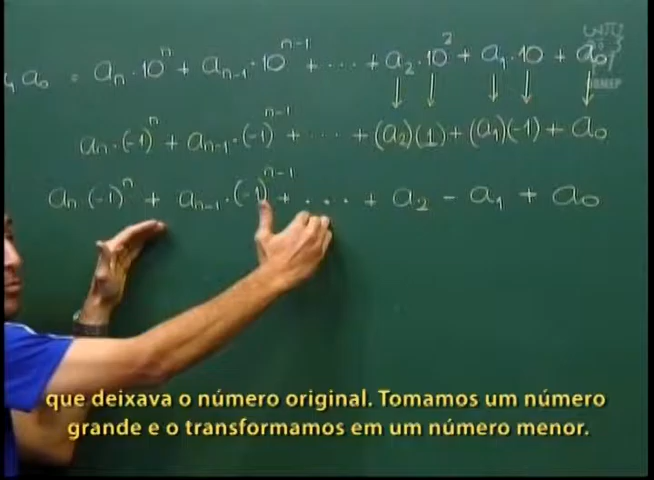 a₀ = aₙ·10ⁿ + aₙ₋₁·10ⁿ⁻¹ + ····· + a₂·10² + a₁·10 + a₀
aₙ·(-1)ⁿ + aₙ₋₁·(-1)ⁿ⁻¹ + ····· + (a₂)(1) + (a₁)(-1) + a₀
aₙ·(-1)ⁿ + aₙ₋₁·(-1)ⁿ⁻¹ + ····· + a₂ - a₁ + a₀
que deixava o número original. Tomamos um número
grande e o transformamos em um número menor.